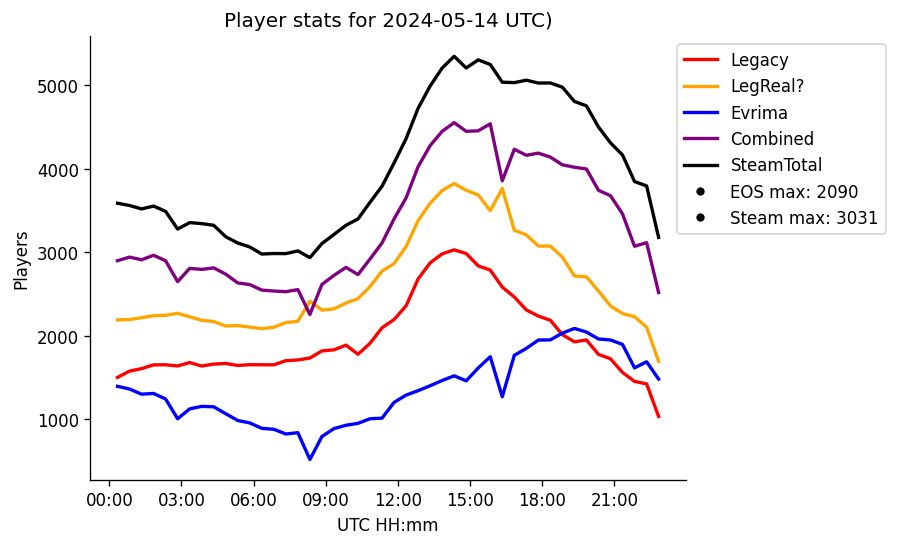 Player stats for 2024-05-14 UTC)
Legacy
LegReal?
Evrima
Combined
SteamTotal
EOS max: 2090
Steam max: 3031
Players
5000
4000
3000
2000
1000
00:00 03:00 06:00 09:00 12:00 15:00 18:00 21:00
UTC HH:mm